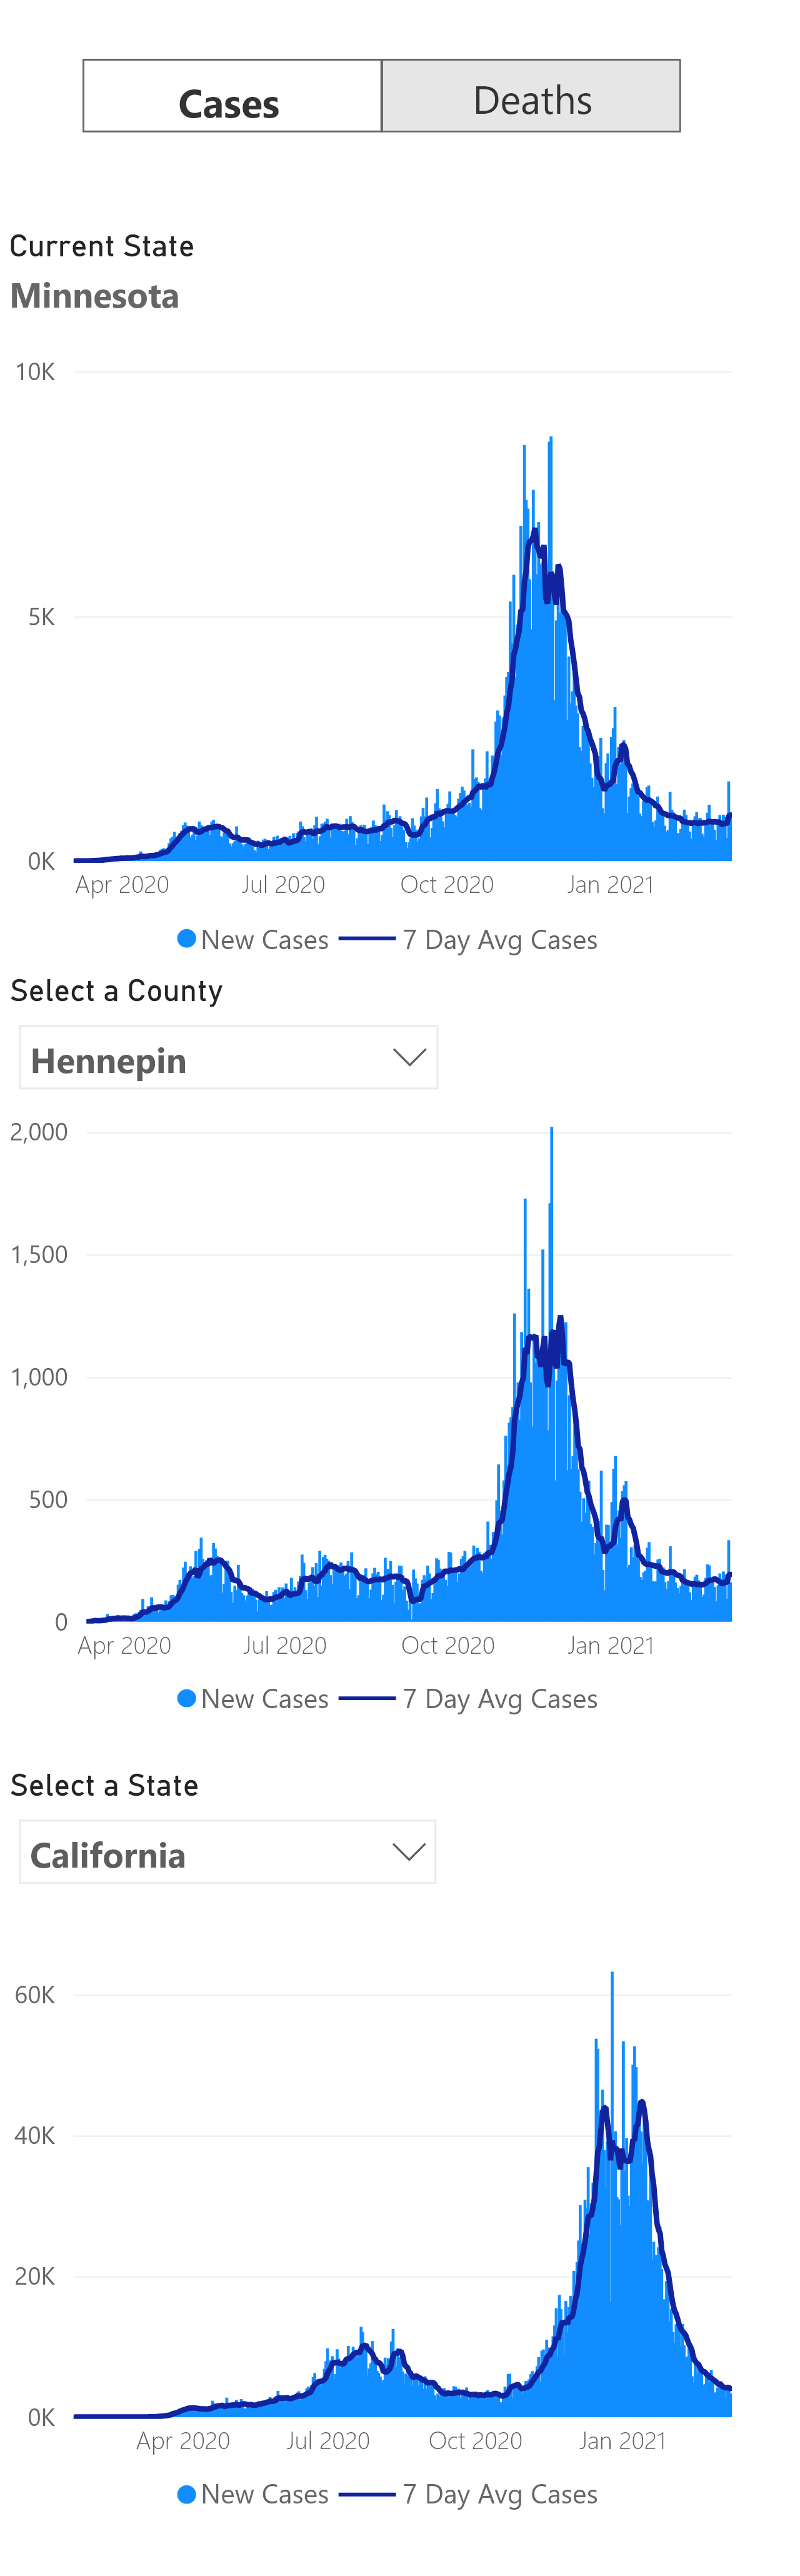 Cases Deaths
Current State
Minnesota
10K
5K
0K
Apr 2020 Jul 2020 Oct 2020 Jan 2021
New Cases 7 Day Avg Cases
Select a County
Hennepin
2,000
1,500
1,000
500
0
Apr 2020 Jul 2020 Oct 2020 Jan 2021
New Cases 7 Day Avg Cases
Select a State
California
60K
40K
20K
0K
Apr 2020 Jul 2020 Oct 2020 Jan 2021
New Cases 7 Day Avg Cases